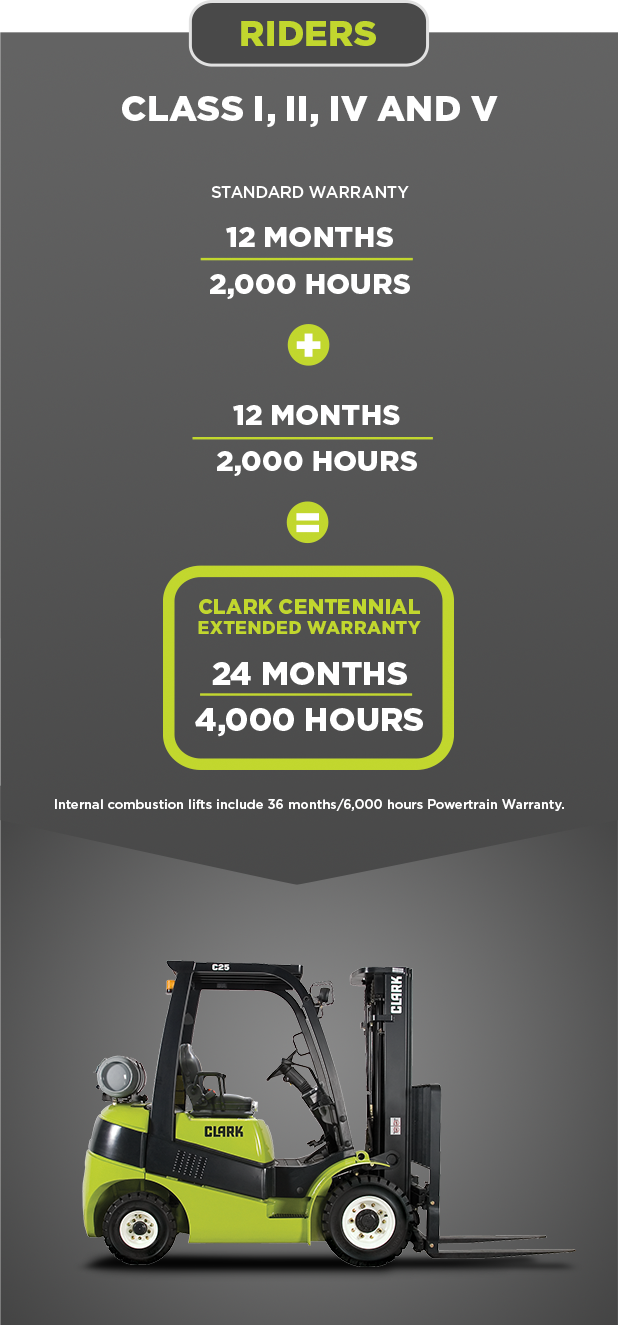 RIDERS
CLASS I, II, IV AND V
STANDARD WARRANTY
12 MONTHS
2,000 HOURS
+
12 MONTHS
2,000 HOURS
=
CLARK CENTENNIAL
EXTENDED WARRANTY
24 MONTHS
4,000 HOURS
Internal combustion lifts include 36 months/6,000 hours Powertrain Warranty.
C25
CLARK
CLARK